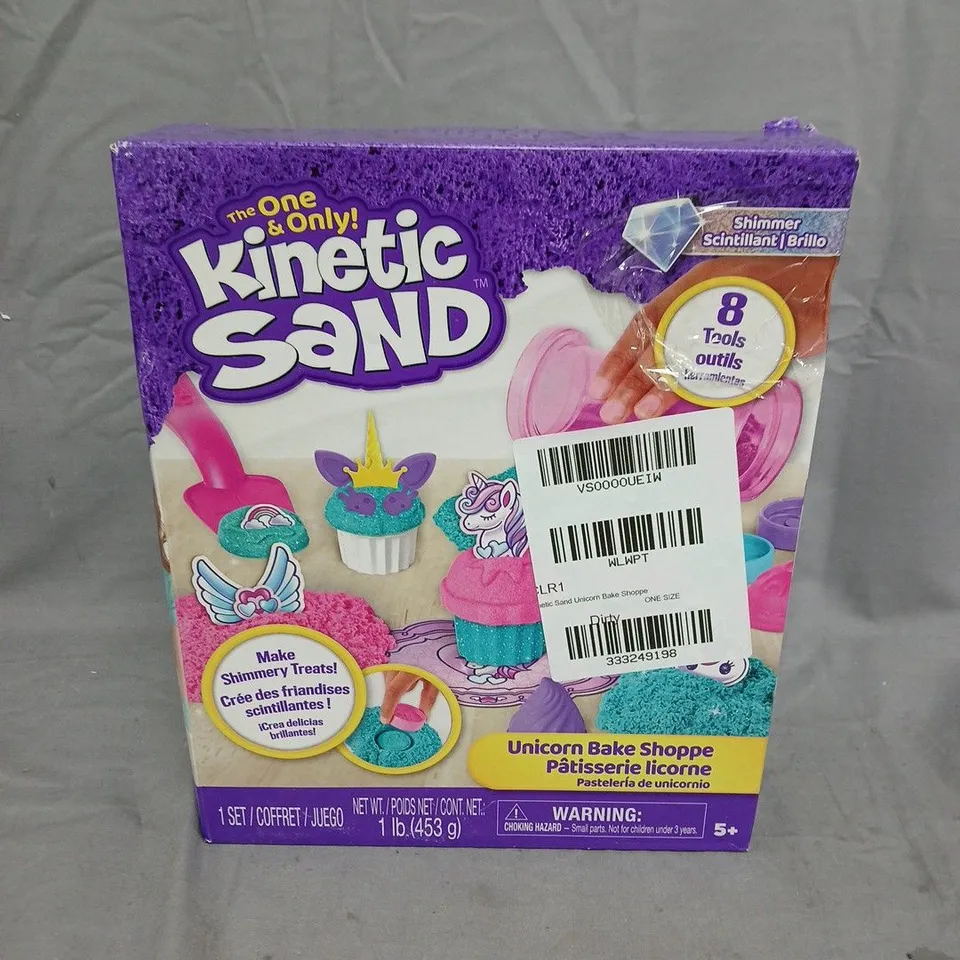 The One
& Only!
Kinetic
SAND™
Shimmer
Scintillant | Brillo
8
Tools
outils
herramientas
VS0000UEIW
WLWPT
CLR1
netic Sand Unicorn Bake Shoppe
ONE SIZE
Dirty
333249198
Make
Shimmery Treats!
Crée des friandises
scintillantes !
¡Crea delicias
brillantes!
Unicorn Bake Shoppe
Pâtisserie licorne
Pastelería de unicornio
1 SET / COFFRET / JUEGO
NET WT. / POIDS NET / CONT. NET.:
1 lb. (453 g)
WARNING:
CHOKING HAZARD – Small parts. Not for children under 3 years.
5+